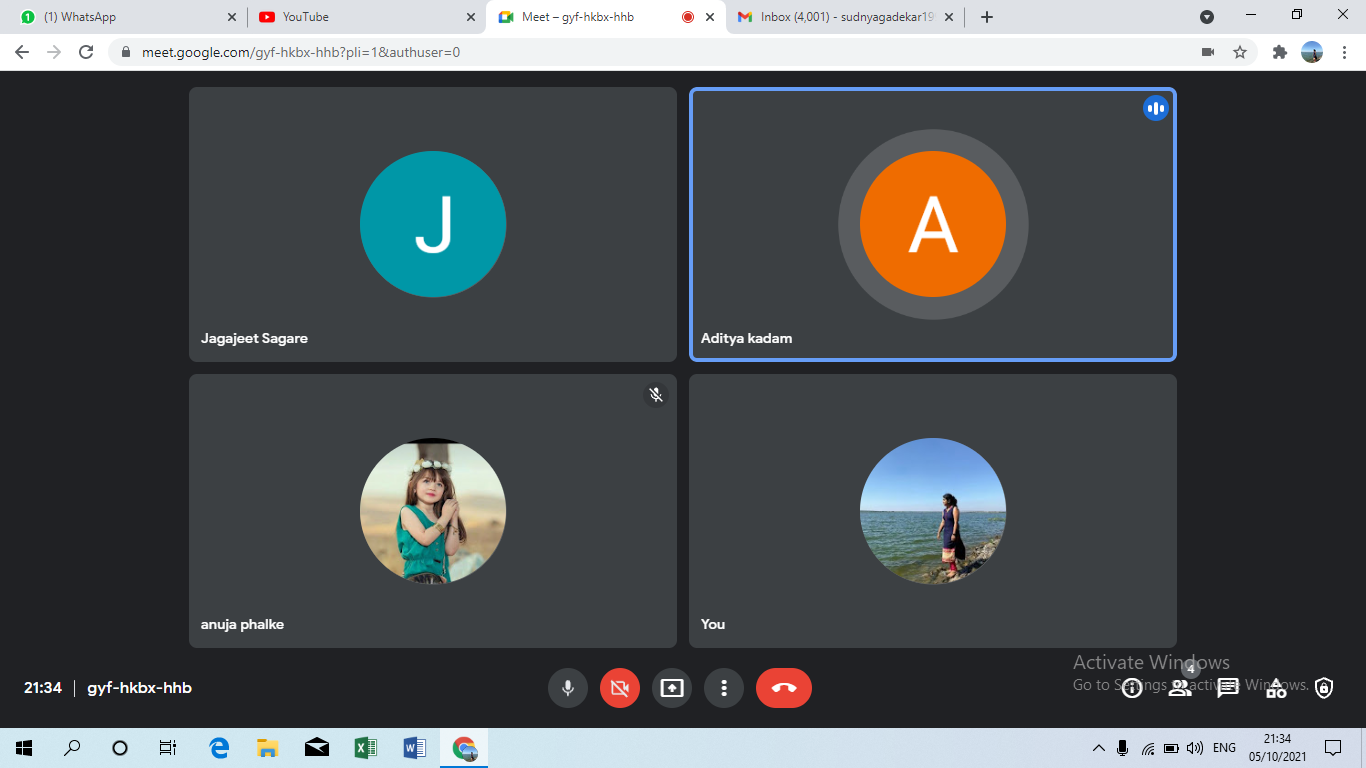 (1) WhatsApp
YouTube
Meet – gyf-hkbx-hhb
Inbox (4,001) - sudnyagadekar19
meet.google.com/gyf-hkbx-hhb?pli=1&authuser=0
J
Jagajeet Sagare
A
Aditya kadam
anuja phalke
You
21:34 | gyf-hkbx-hhb
4
Activate Windows
Go to Settings to activate Windows.
ENG
21:34
05/10/2021